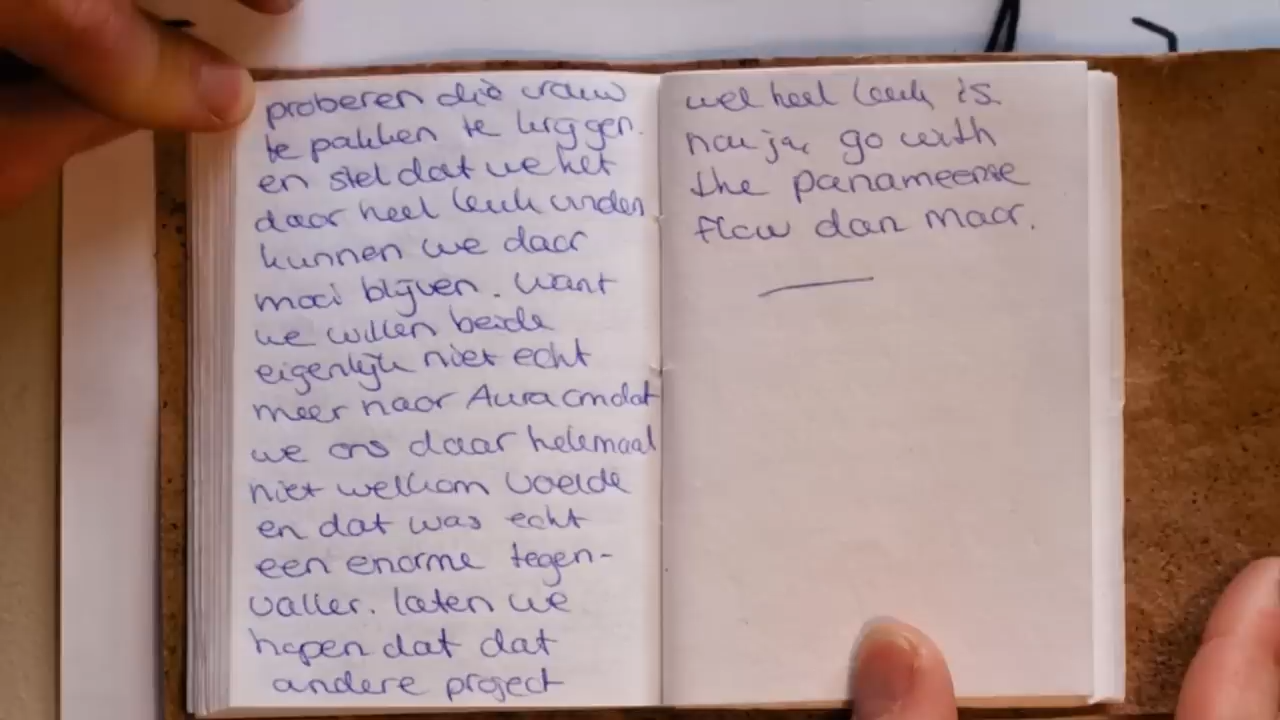 proberen die vrouw
te pakken te krijgen.
en stel dat we het
daar heel leuk vinden
kunnen we daar
mooi blijven. want
we willen beide
eigenlijk niet echt
meer naar Aura omdat
we ons daar helemaal
niet welkom voelde
en dat was echt
een enorme tegen-
valler. laten we
hopen dat dat
andere project
wel heel leuk is.
nou ja, go with
the panameense
flow dan maar.